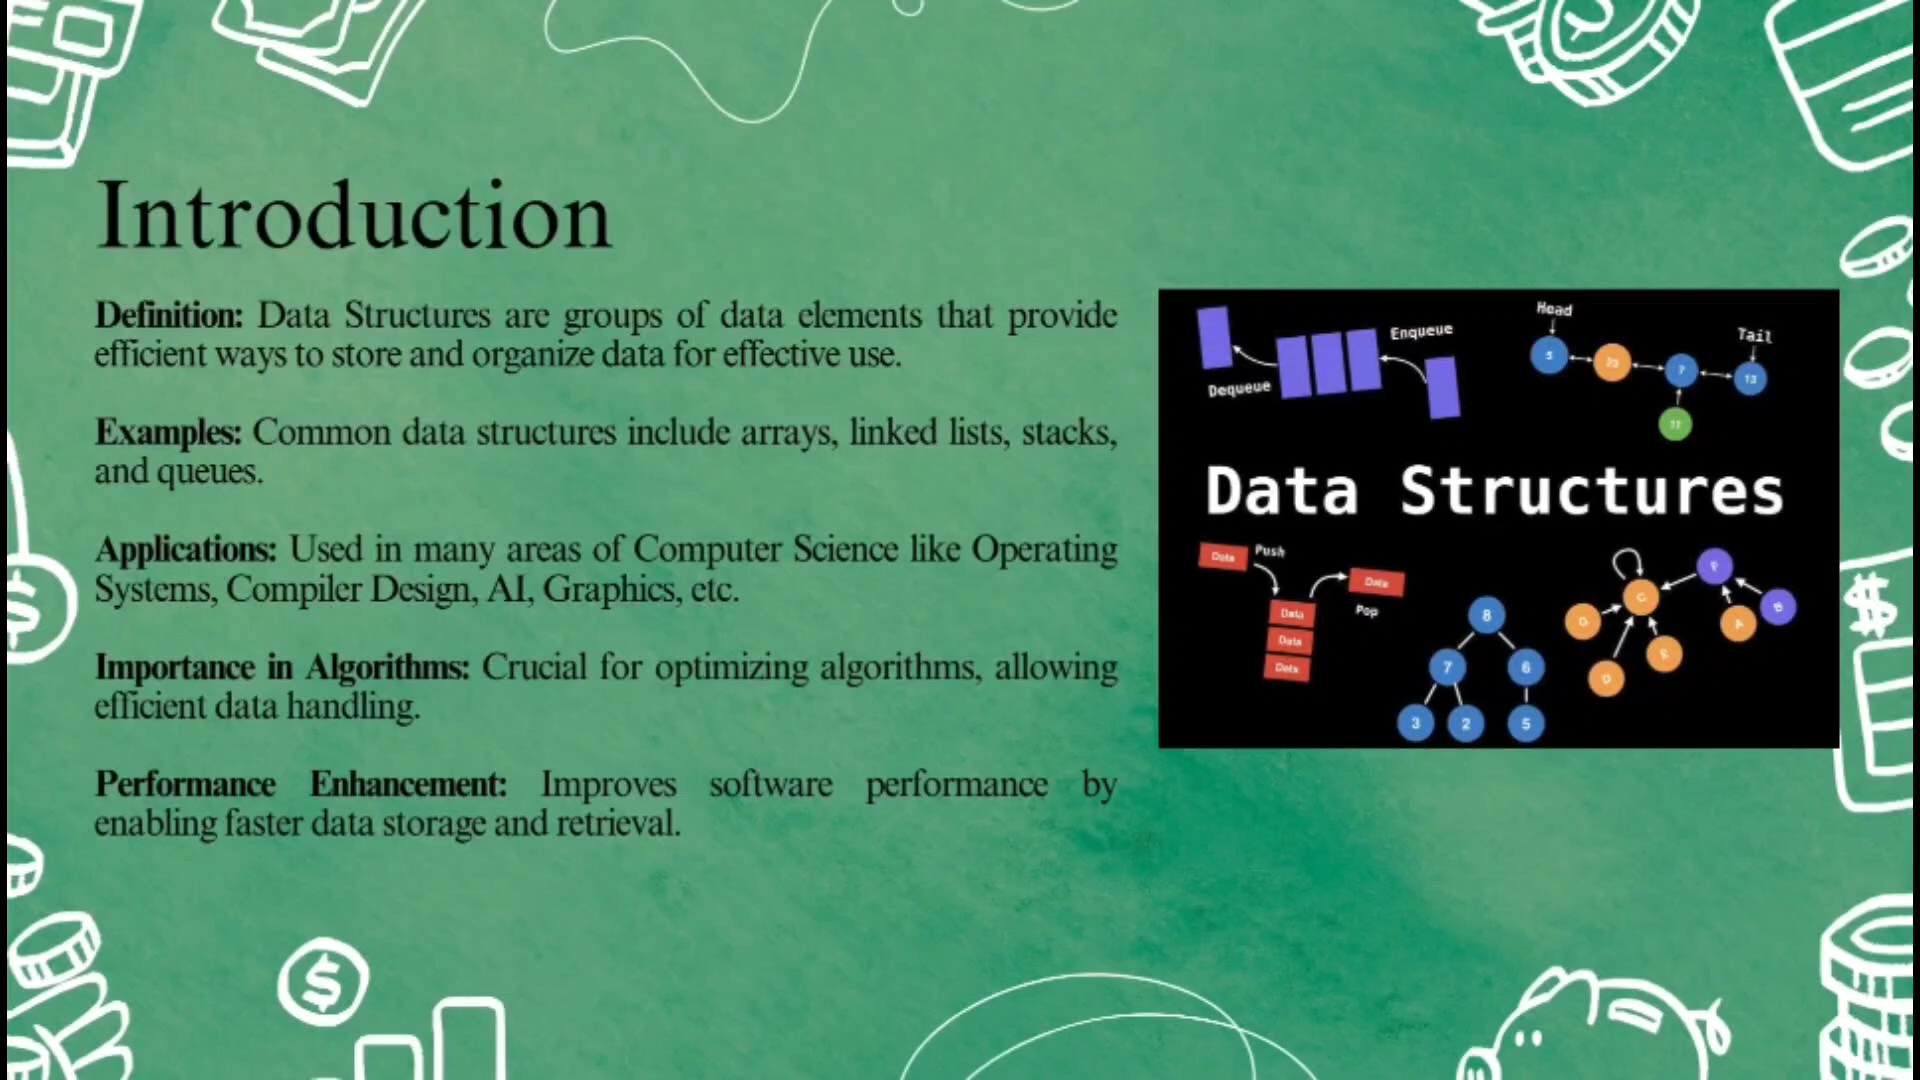 Introduction
Definition: Data Structures are groups of data elements that provide
efficient ways to store and organize data for effective use.
Examples: Common data structures include arrays, linked lists, stacks,
and queues.
Applications: Used in many areas of Computer Science like Operating
Systems, Compiler Design, AI, Graphics, etc.
Importance in Algorithms: Crucial for optimizing algorithms, allowing
efficient data handling.
Performance Enhancement: Improves software performance by
enabling faster data storage and retrieval.
Enqueue
Dequeue
Head
Tail
5
7
13
11
Data Structures
Data
Push
Data
Pop
Data
Data
Data
8
7
6
3
2
5
$
$
$